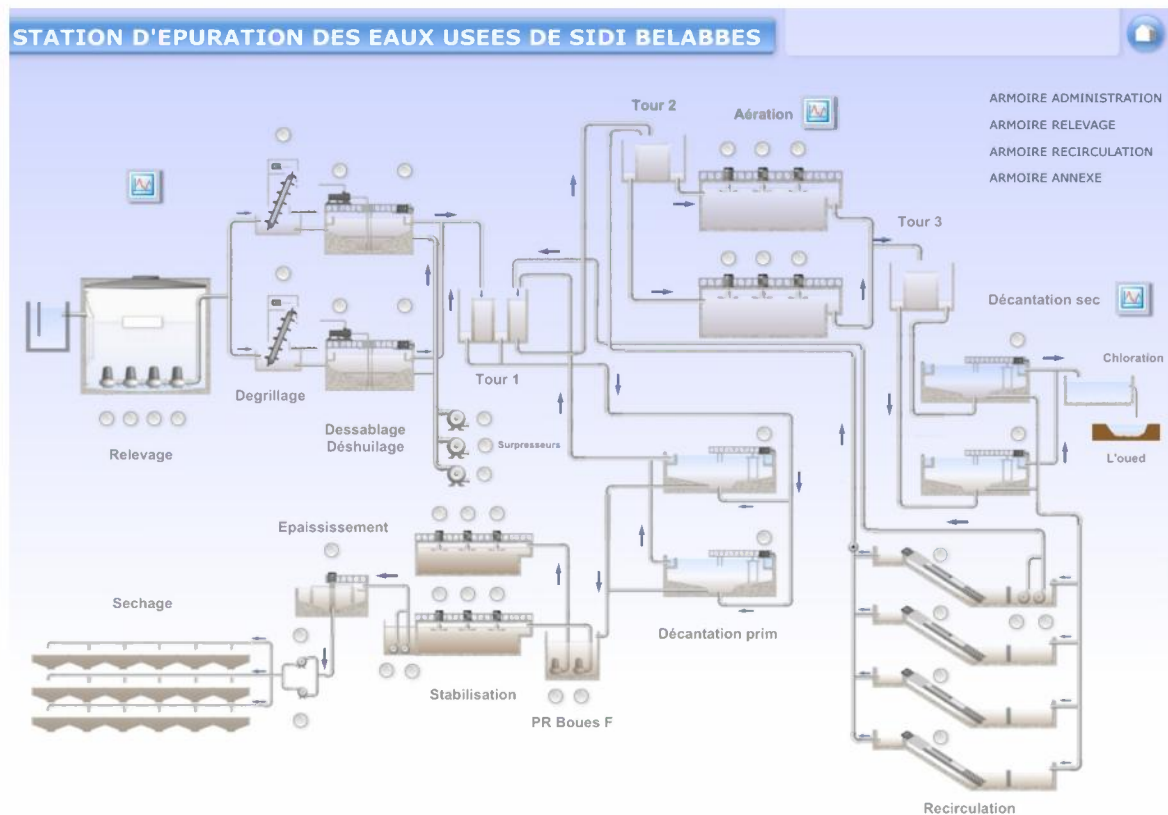 STATION D'EPURATION DES EAUX USEES DE SIDI BELABBES
ARMOIRE ADMINISTRATION
ARMOIRE RELEVAGE
ARMOIRE RECIRCULATION
ARMOIRE ANNEXE
Tour 2
Aération
Tour 3
Décantation sec
Chloration
L'oued
Tour 1
Degrillage
Dessablage
Déshuilage
Surpresseurs
Relevage
Epaississement
Sechage
Stabilisation
PR Boues F
Décantation prim
Recirculation